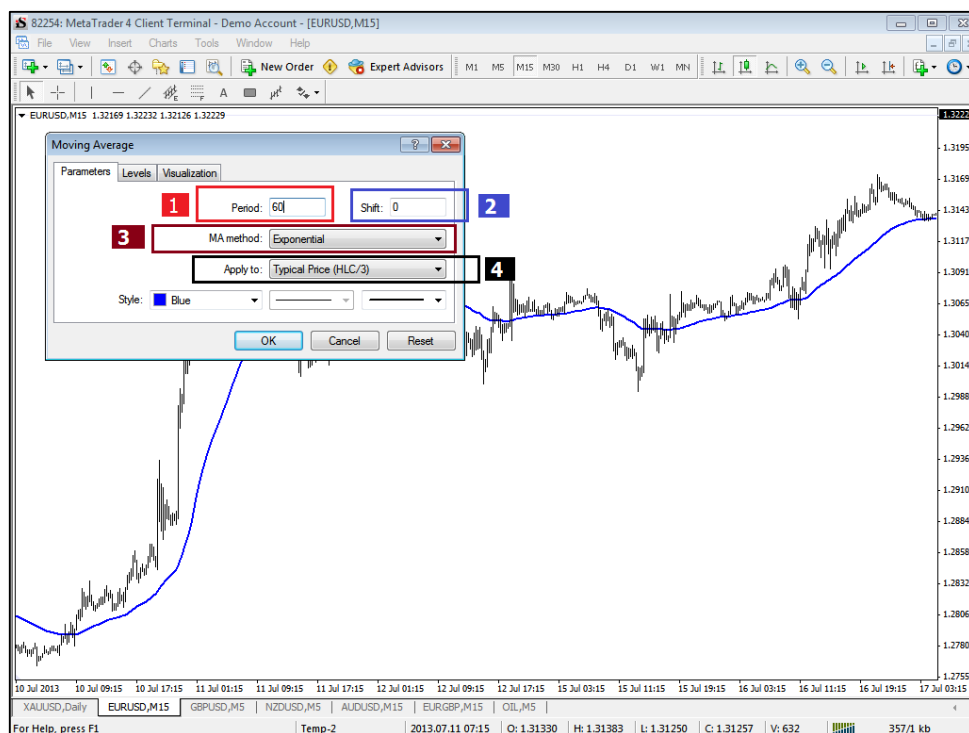 82254: MetaTrader 4 Client Terminal - Demo Account - [EURUSD,M15]
File View Insert Charts Tools Window Help
New Order Expert Advisors M1 M5 M15 M30 H1 H4 D1 W1 MN
A
EURUSD,M15 1.32169 1.32232 1.32126 1.32229
1.3222
Moving Average
Parameters Levels Visualization
1 Period: 60 Shift: 0 2
3 MA method: Exponential
Apply to: Typical Price (HLC/3) 4
Style: Blue
OK Cancel Reset
1.3195
1.3169
1.3143
1.3117
1.3091
1.3065
1.3040
1.3014
1.2988
1.2962
1.2936
1.2910
1.2884
1.2858
1.2832
1.2806
1.2780
1.2755
10 Jul 2013 10 Jul 09:15 10 Jul 17:15 11 Jul 01:15 11 Jul 09:15 11 Jul 17:15 12 Jul 01:15 12 Jul 09:15 12 Jul 17:15 15 Jul 03:15 15 Jul 11:15 15 Jul 19:15 16 Jul 03:15 16 Jul 11:15 16 Jul 19:15 17 Jul 03:15
XAUUSD,Daily EURUSD,M15 GBPUSD,M5 NZDUSD,M5 AUDUSD,M15 EURGBP,M15 OIL,M5
For Help, press F1 Temp-2 2013.07.11 07:15 O: 1.31330 H: 1.31383 L: 1.31250 C: 1.31257 V: 632 357/1 kb